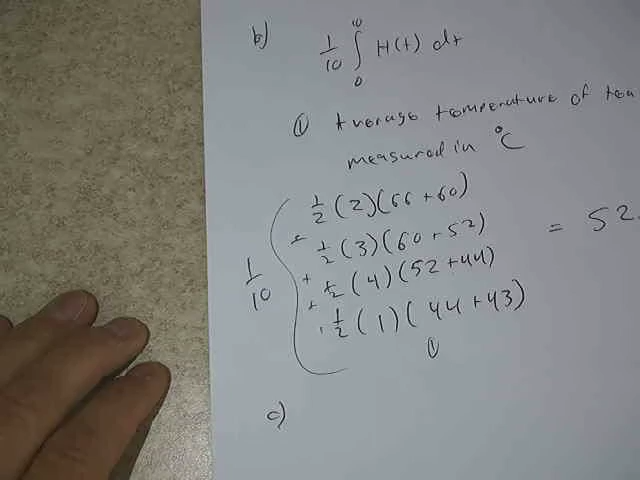 b) 1/10 ∫₀¹⁰ H(t) dt
① Average temperature of tea
measured in °C
1/10 ( 1/2 (2)(66+60)
+ 1/2 (3)(60+52) = 52.
+ 1/2 (4)(52+44)
+ 1/2 (1)(44+43)
①
c)